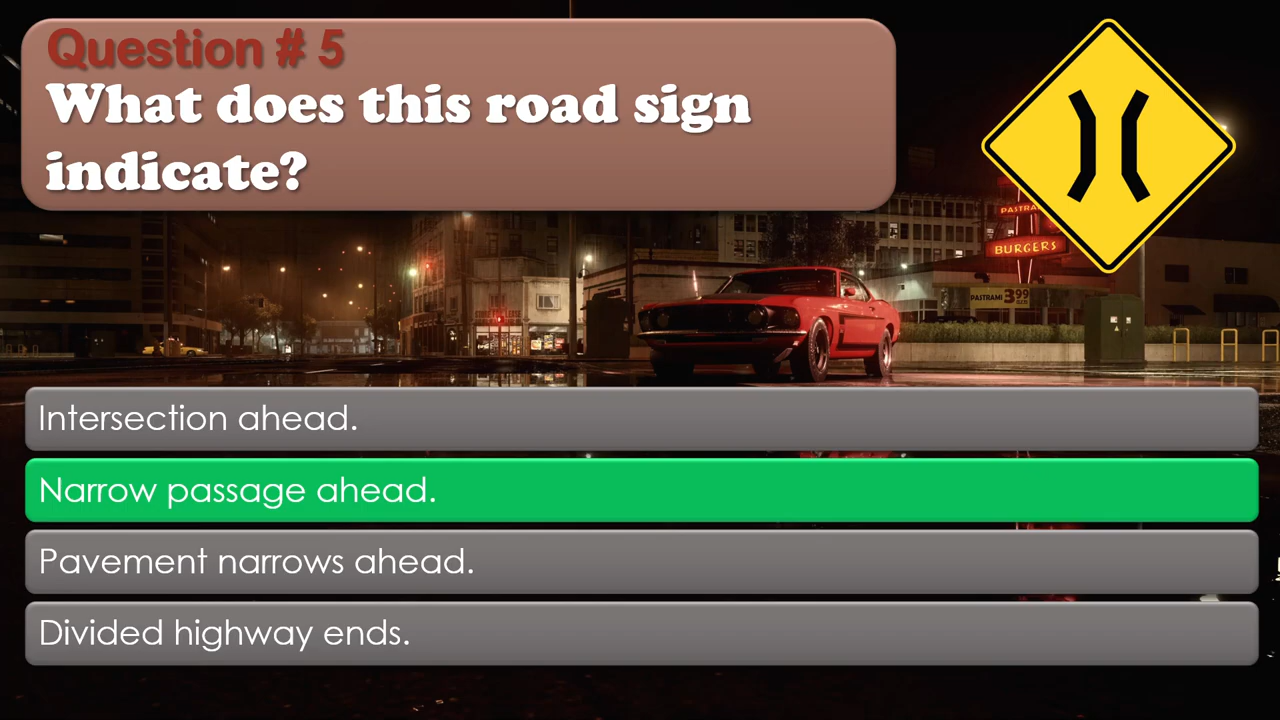 Question # 5
What does this road sign
indicate?
PASTRA
BURGERS
PASTRAMI 3.99
Intersection ahead.
Narrow passage ahead.
Pavement narrows ahead.
Divided highway ends.